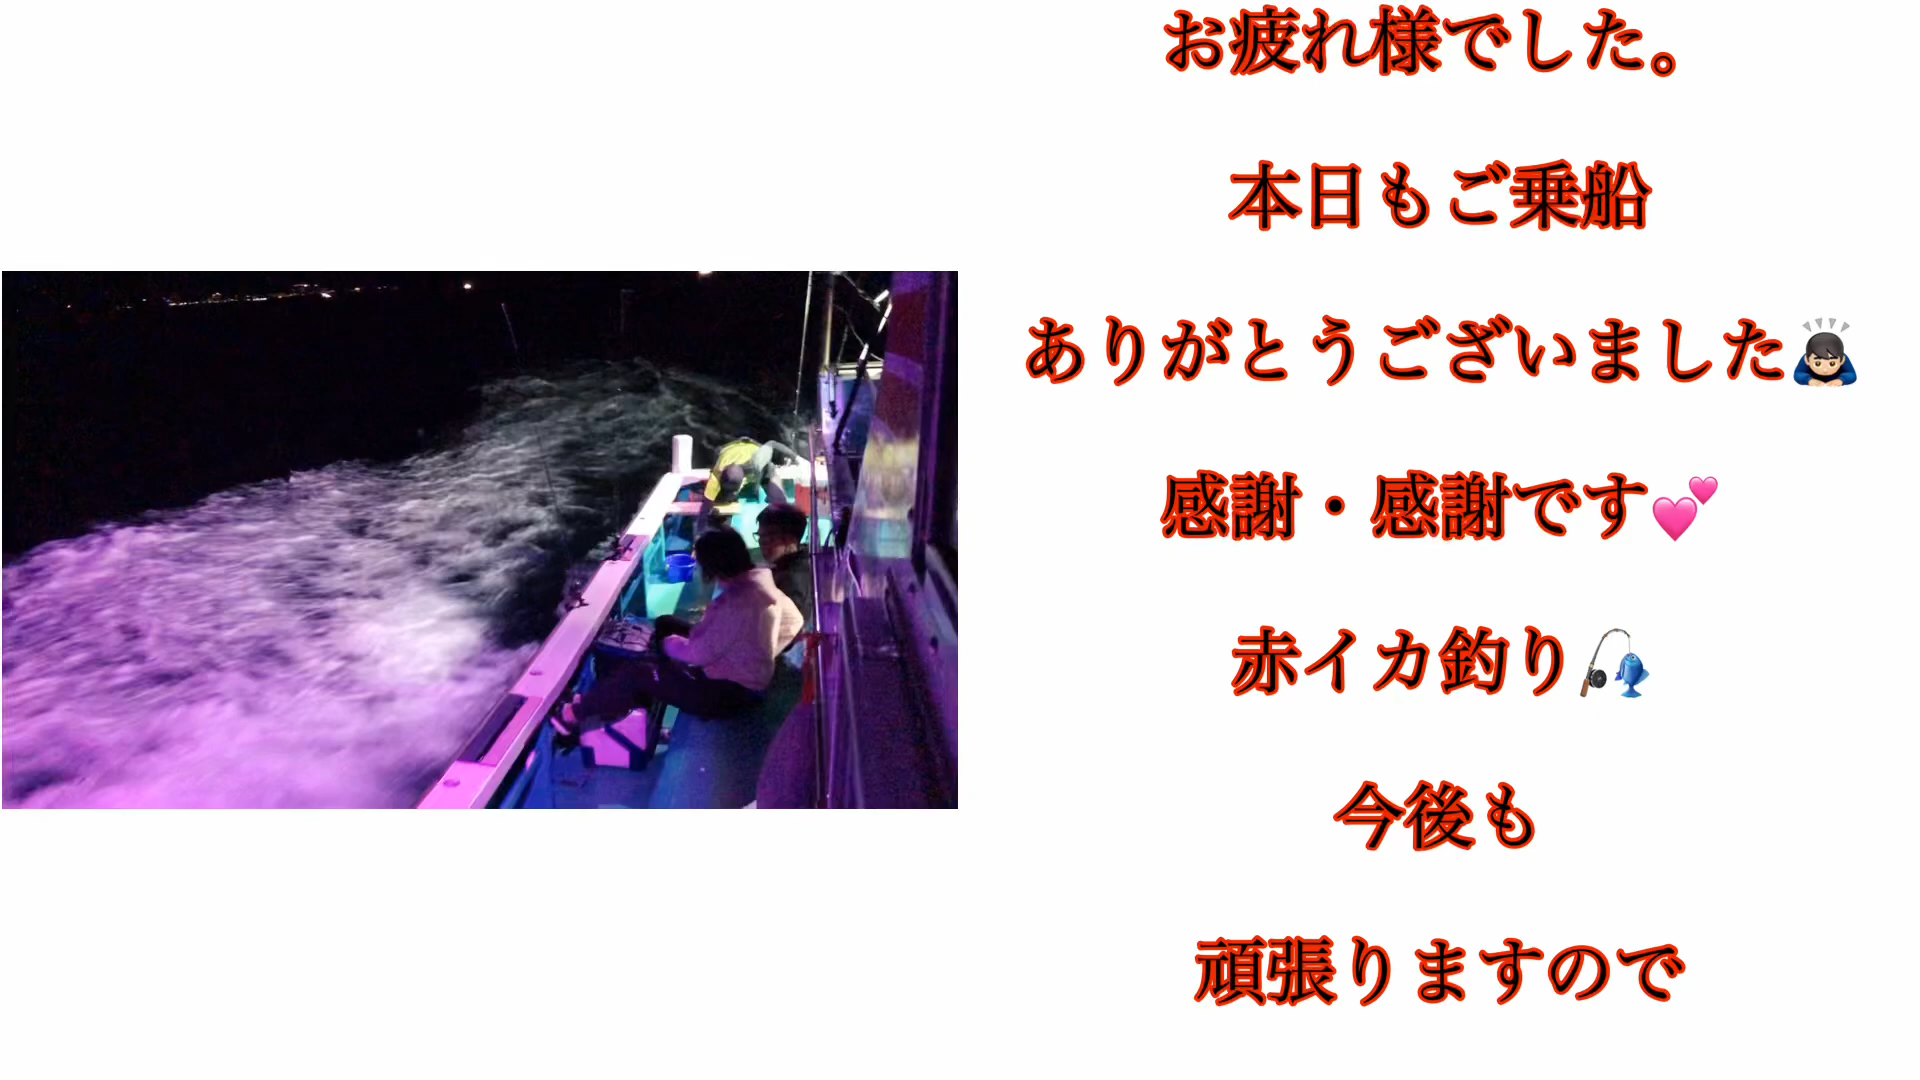 お疲れ様でした。
本日もご乗船
ありがとうございました🙇🏻‍♂️
感謝・感謝です💕
赤イカ釣り🎣
今後も
頑張りますので